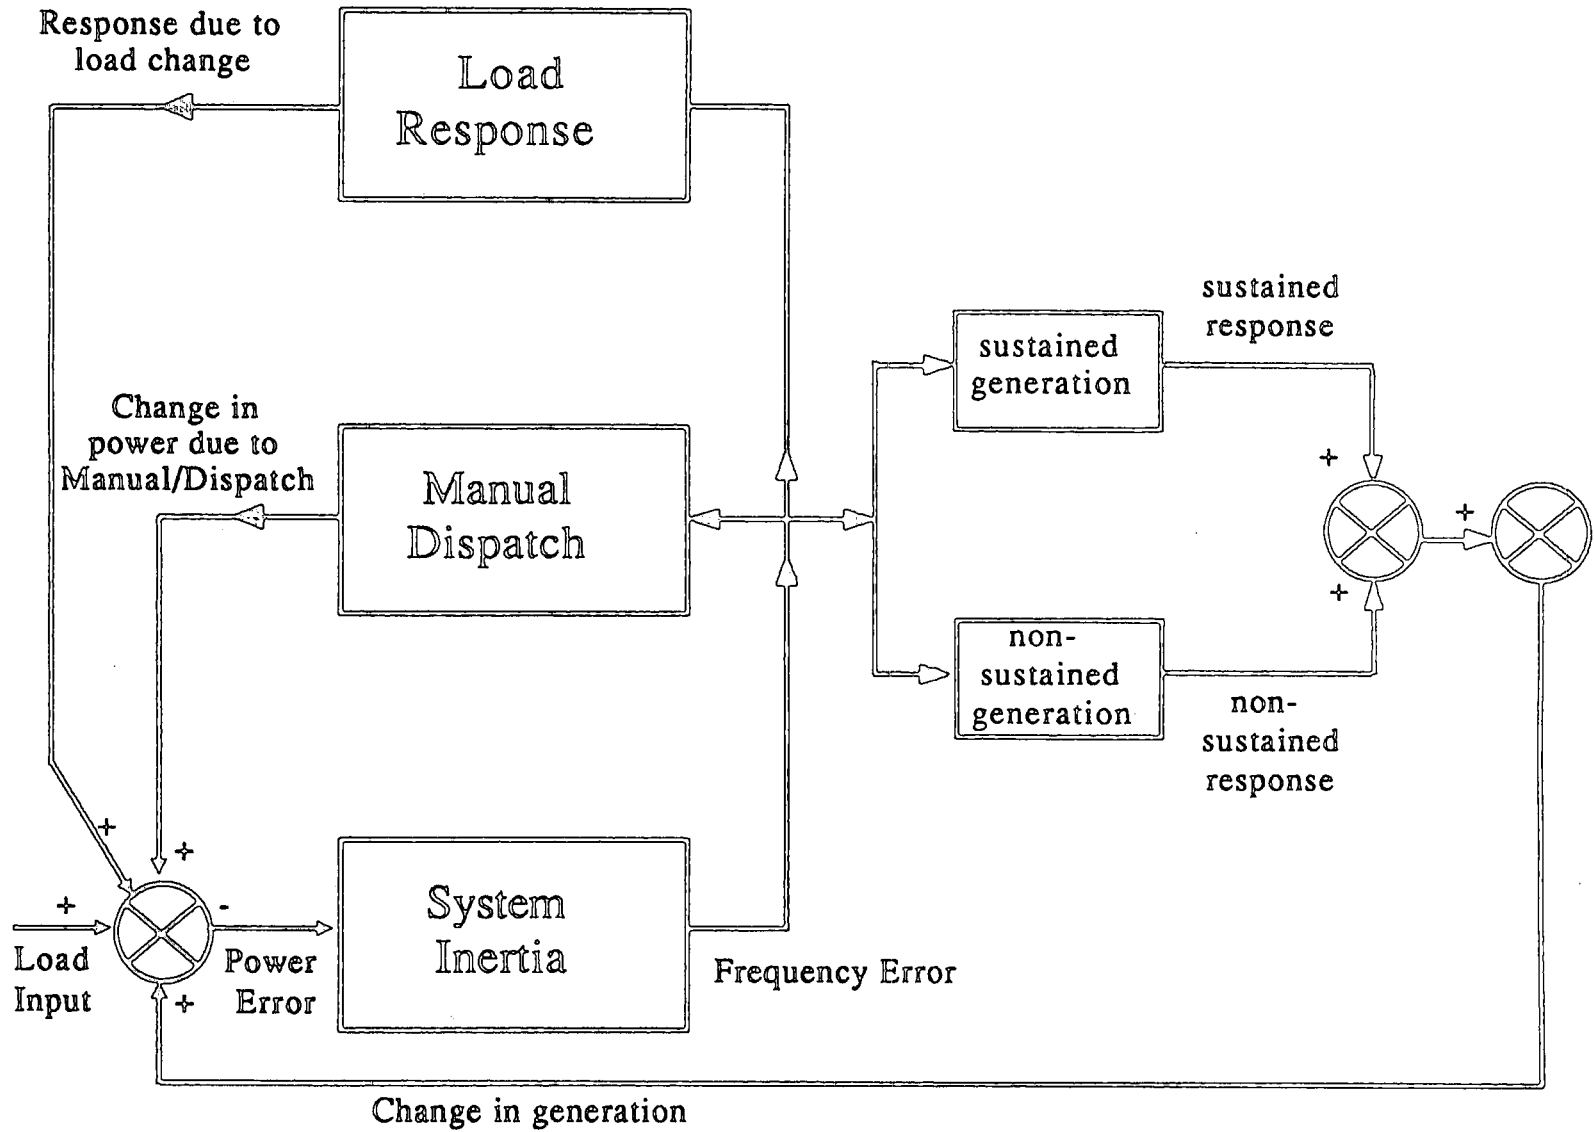 Response due to
load change
Load
Response
sustained
response
sustained
generation
+
Change in
power due to
Manual/Dispatch
Manual
Dispatch
+
+
non-
sustained
generation
non-
sustained
response
+
+
+
-
System
Inertia
Load
Input
Power
Error
+
Frequency Error
Change in generation